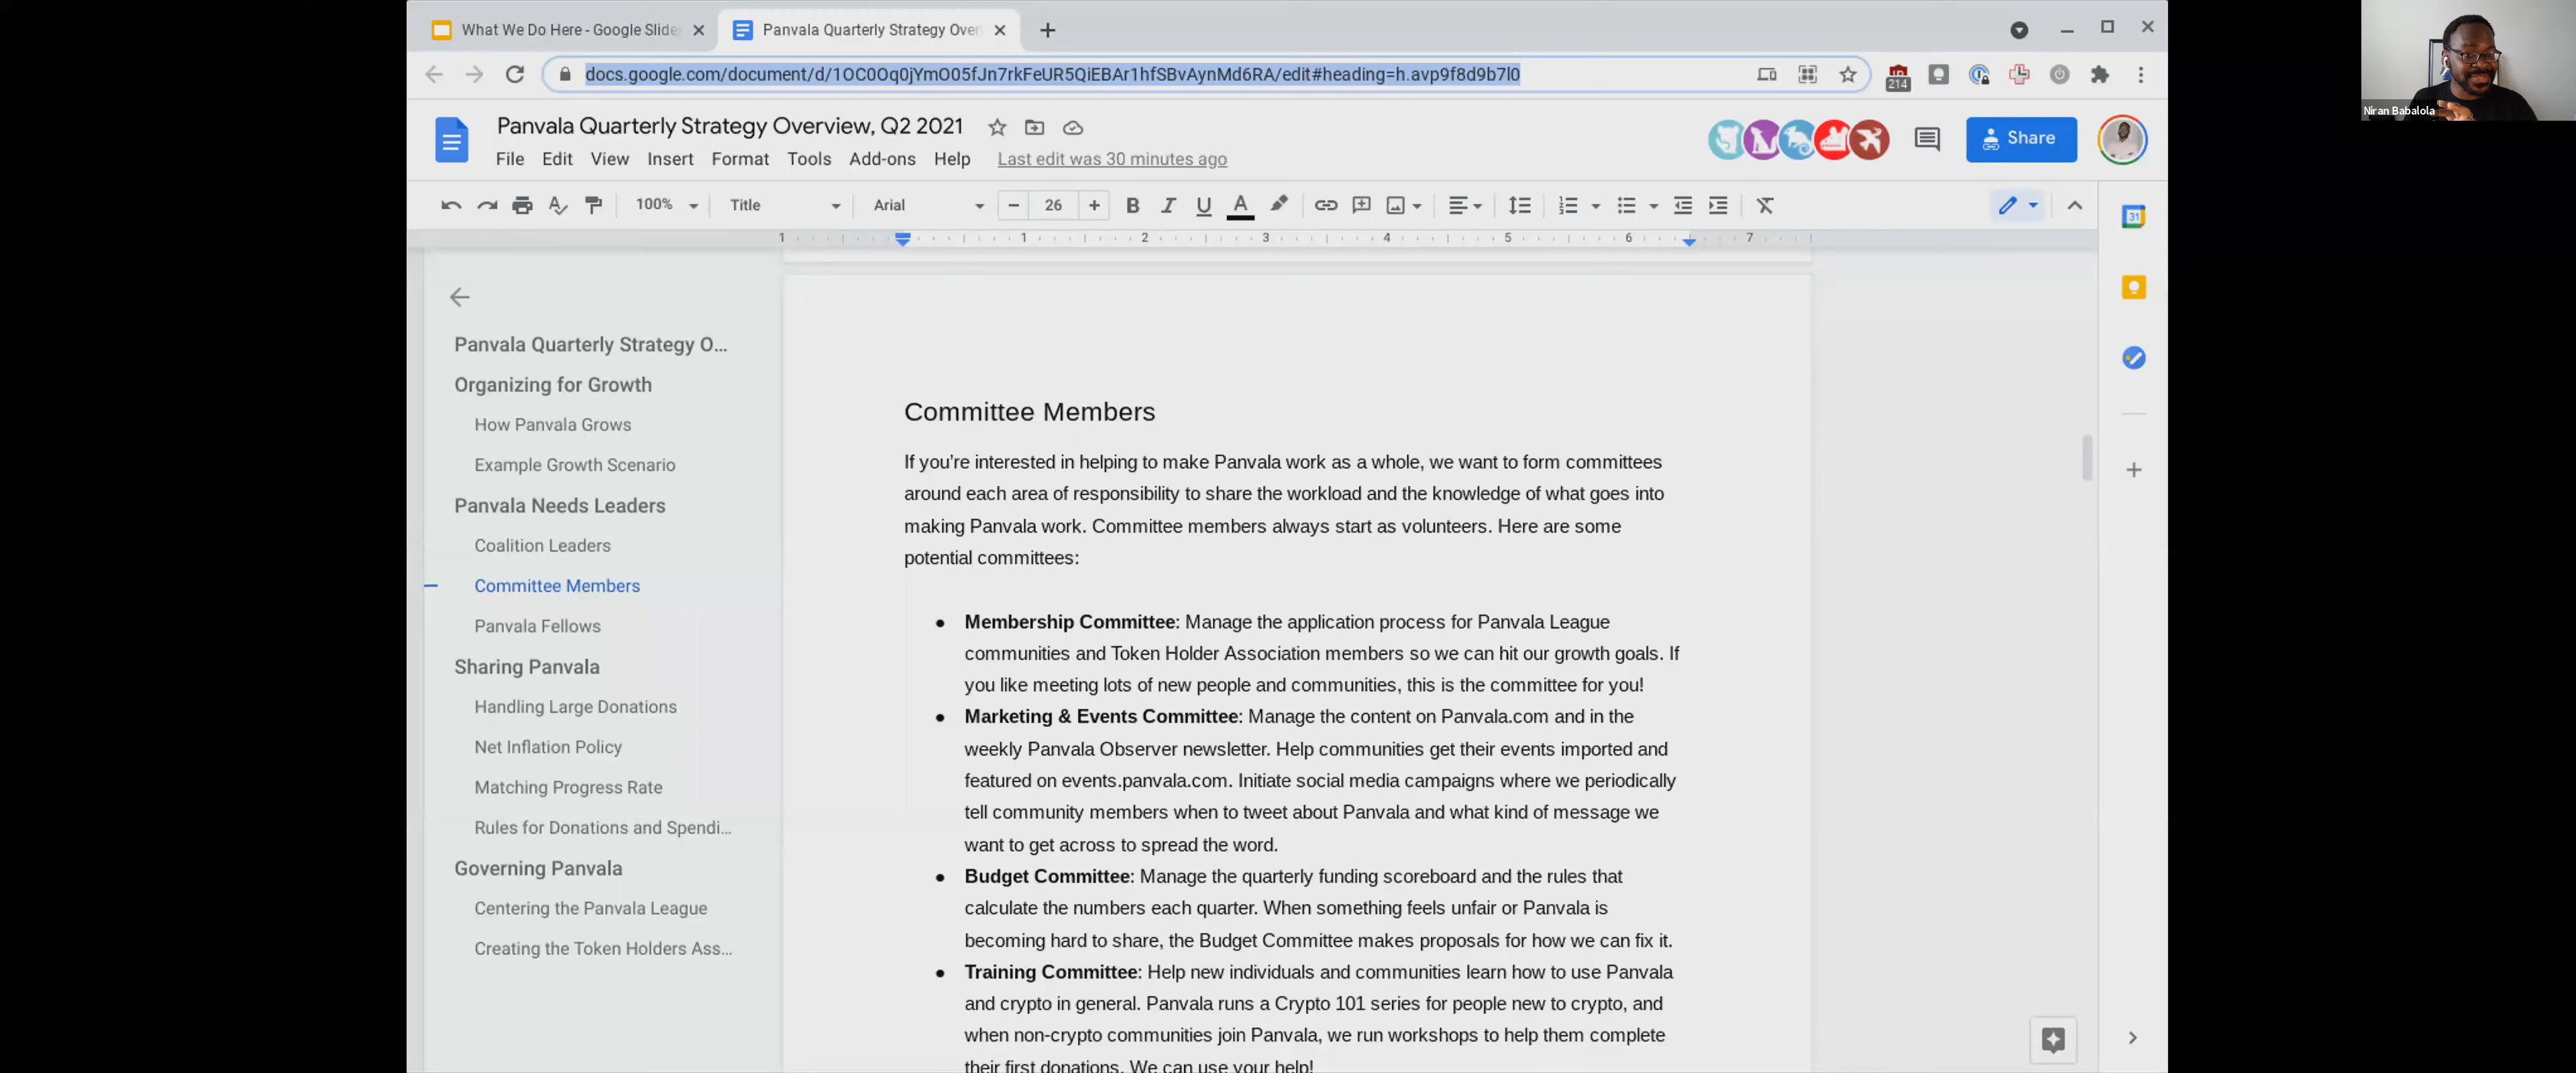 What We Do Here - Google Slide
Panvala Quarterly Strategy Over
docs.google.com/document/d/1OC0Oq0jYmO05fJn7rkFeUR5QiEBAr1hfSBvAynMd6RA/edit#heading=h.avp9f8d9b7l0
214
Niran Babalola
Panvala Quarterly Strategy Overview, Q2 2021
File Edit View Insert Format Tools Add-ons Help Last edit was 30 minutes ago
Share
100% Title Arial 26
31
1 1 2 3 4 5 6 7
Panvala Quarterly Strategy O...
Organizing for Growth
How Panvala Grows
Example Growth Scenario
Panvala Needs Leaders
Coalition Leaders
Committee Members
Panvala Fellows
Sharing Panvala
Handling Large Donations
Net Inflation Policy
Matching Progress Rate
Rules for Donations and Spendi...
Governing Panvala
Centering the Panvala League
Creating the Token Holders Ass...
Committee Members
If you’re interested in helping to make Panvala work as a whole, we want to form committees
around each area of responsibility to share the workload and the knowledge of what goes into
making Panvala work. Committee members always start as volunteers. Here are some
potential committees:
● Membership Committee: Manage the application process for Panvala League
communities and Token Holder Association members so we can hit our growth goals. If
you like meeting lots of new people and communities, this is the committee for you!
● Marketing & Events Committee: Manage the content on Panvala.com and in the
weekly Panvala Observer newsletter. Help communities get their events imported and
featured on events.panvala.com. Initiate social media campaigns where we periodically
tell community members when to tweet about Panvala and what kind of message we
want to get across to spread the word.
● Budget Committee: Manage the quarterly funding scoreboard and the rules that
calculate the numbers each quarter. When something feels unfair or Panvala is
becoming hard to share, the Budget Committee makes proposals for how we can fix it.
● Training Committee: Help new individuals and communities learn how to use Panvala
and crypto in general. Panvala runs a Crypto 101 series for people new to crypto, and
when non-crypto communities join Panvala, we run workshops to help them complete
their first donations. We can use your help!